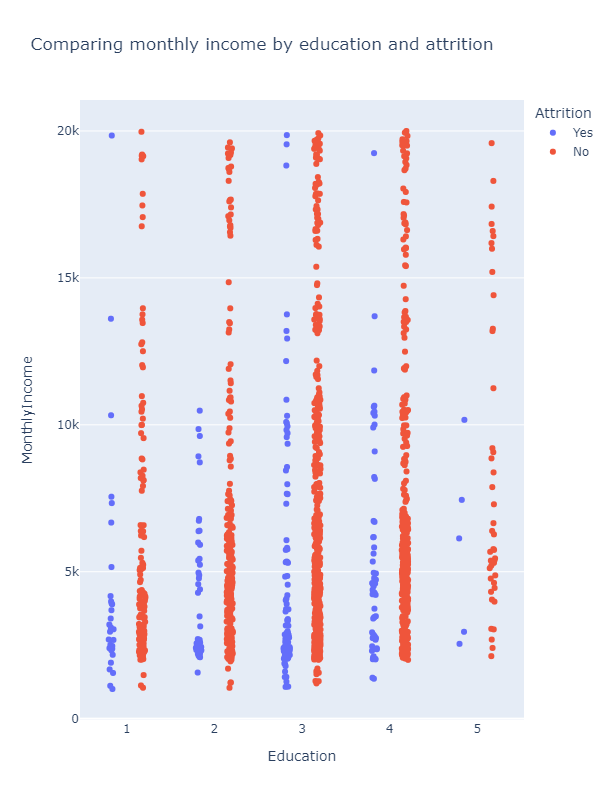 Comparing monthly income by education and attrition
Attrition
Yes
No
20k
15k
10k
5k
0
MonthlyIncome
1 2 3 4 5
Education